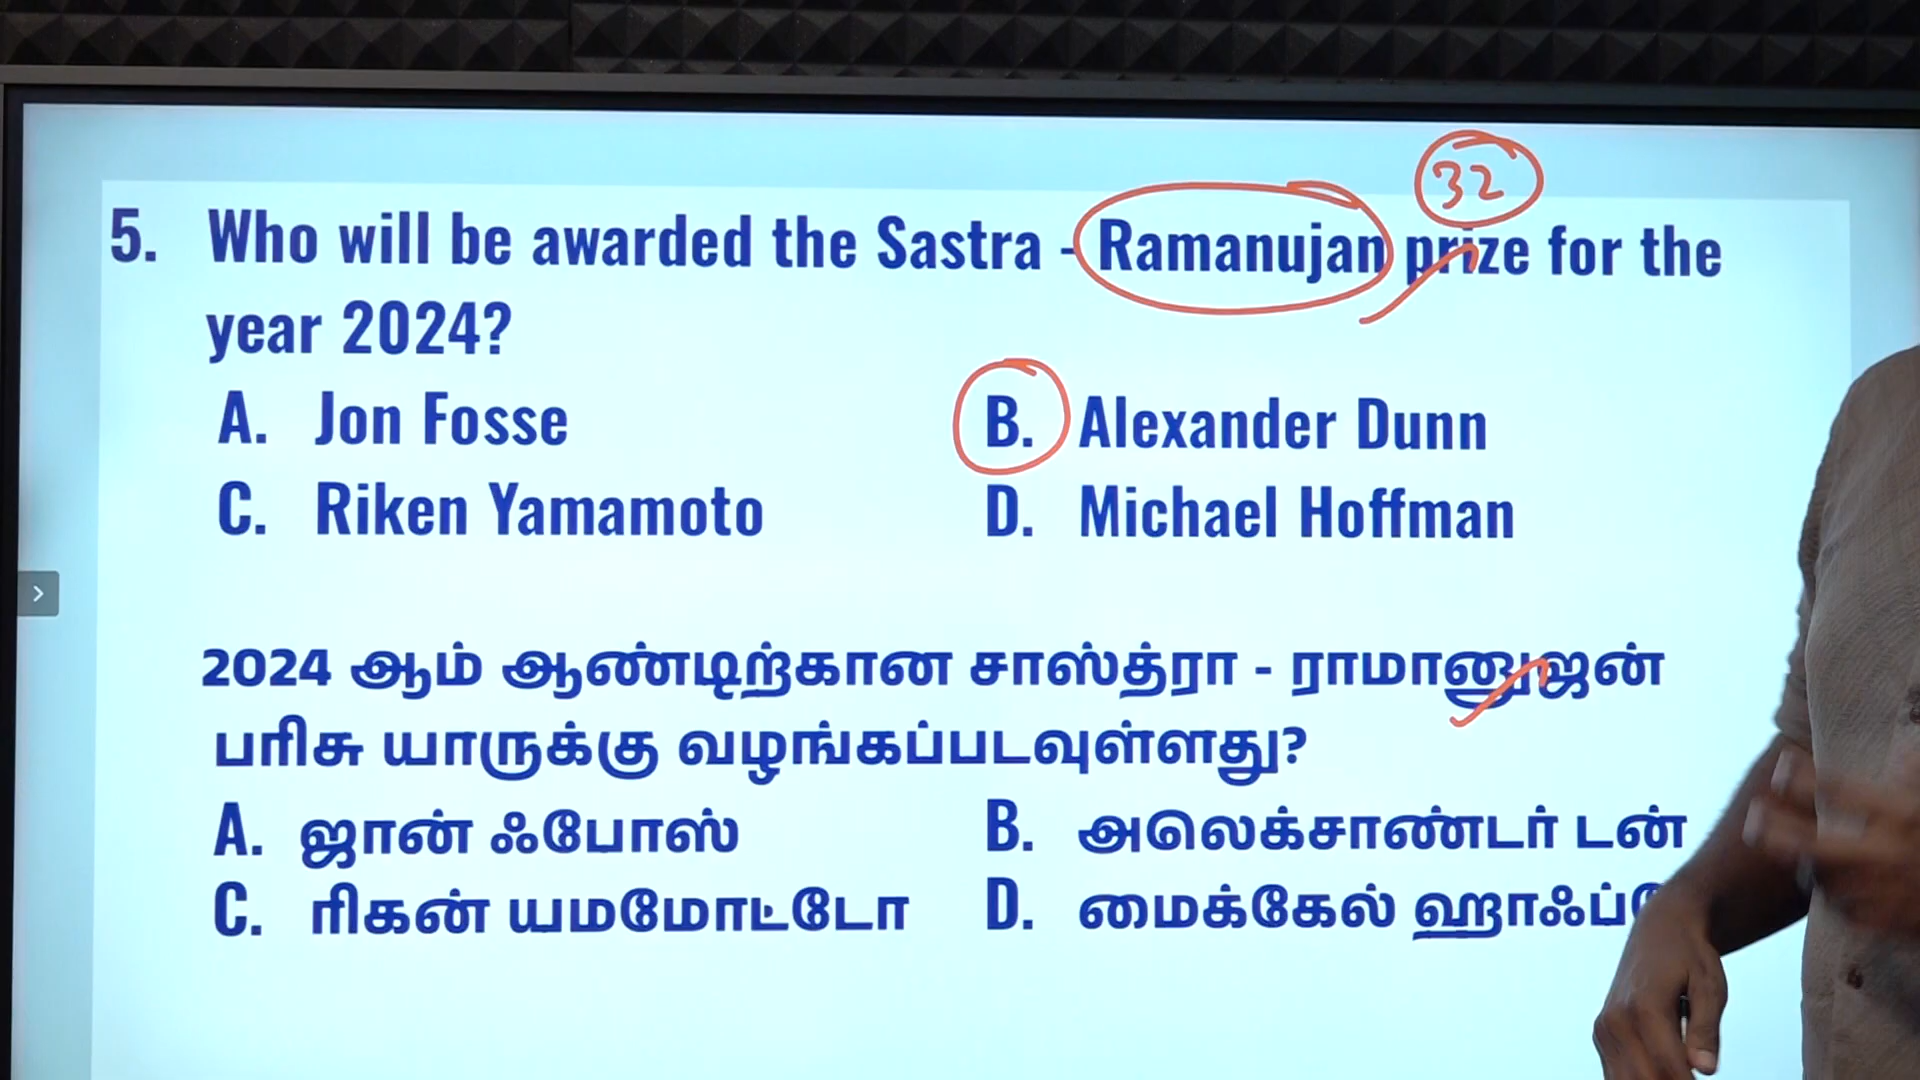 32
5. Who will be awarded the Sastra - Ramanujan prize for the
year 2024?
A. Jon Fosse B. Alexander Dunn
C. Riken Yamamoto D. Michael Hoffman
2024 ஆம் ஆண்டிற்கான சாஸ்த்ரா - ராமானுஜன்
பரிசு யாருக்கு வழங்கப்படவுள்ளது?
A. ஜான் ஃபோஸ் B. அலெக்சாண்டர் டன்
C. ரிகன் யமமோட்டோ D. மைக்கேல்